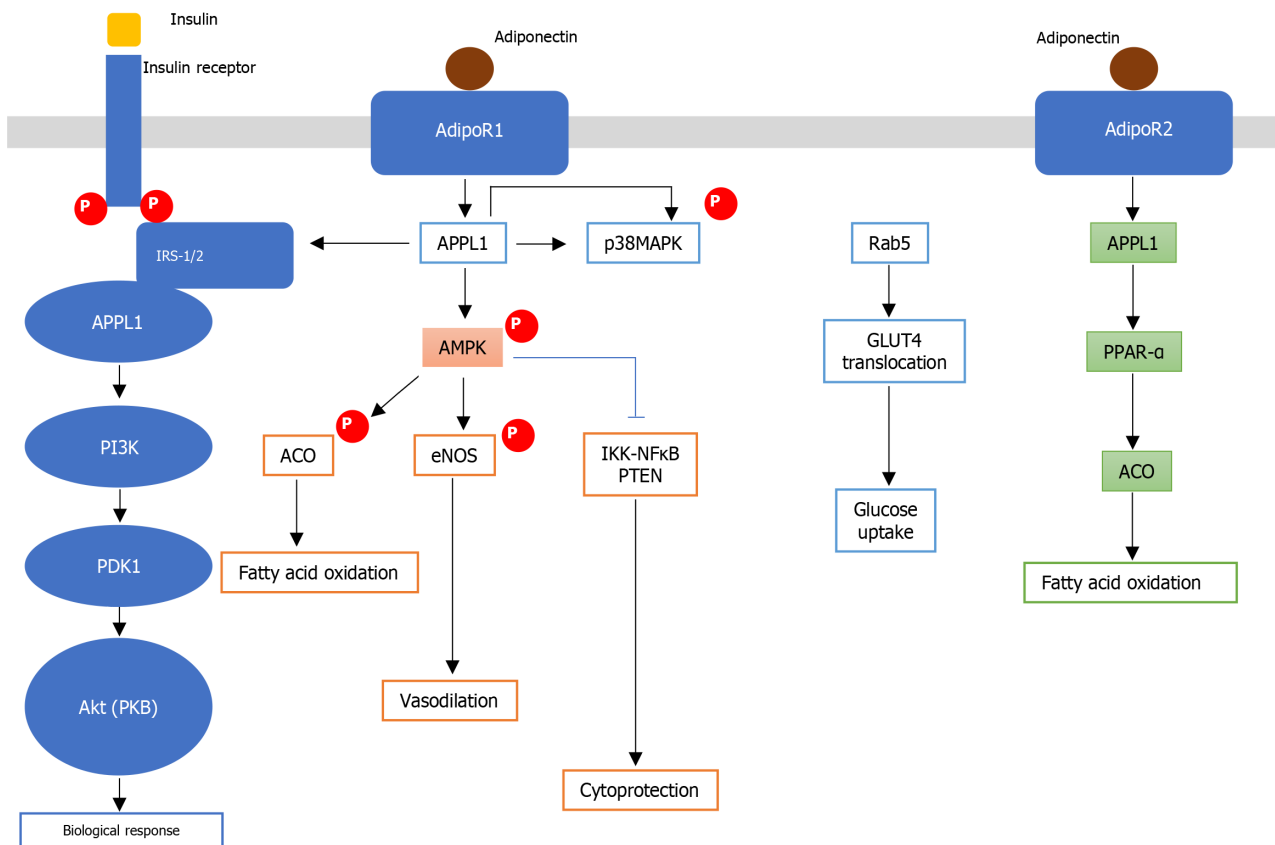 Insulin
Insulin receptor
Adiponectin
Adiponectin
AdipoR1
AdipoR2
P
P
P
IRS-1/2
APPL1
p38MAPK
Rab5
APPL1
APPL1
P
AMPK
GLUT4
translocation
PPAR-α
PI3K
P
ACO
P
eNOS
IKK-NFκB
PTEN
ACO
Glucose
uptake
PDK1
Fatty acid oxidation
Fatty acid oxidation
Akt (PKB)
Vasodilation
Cytoprotection
Biological response